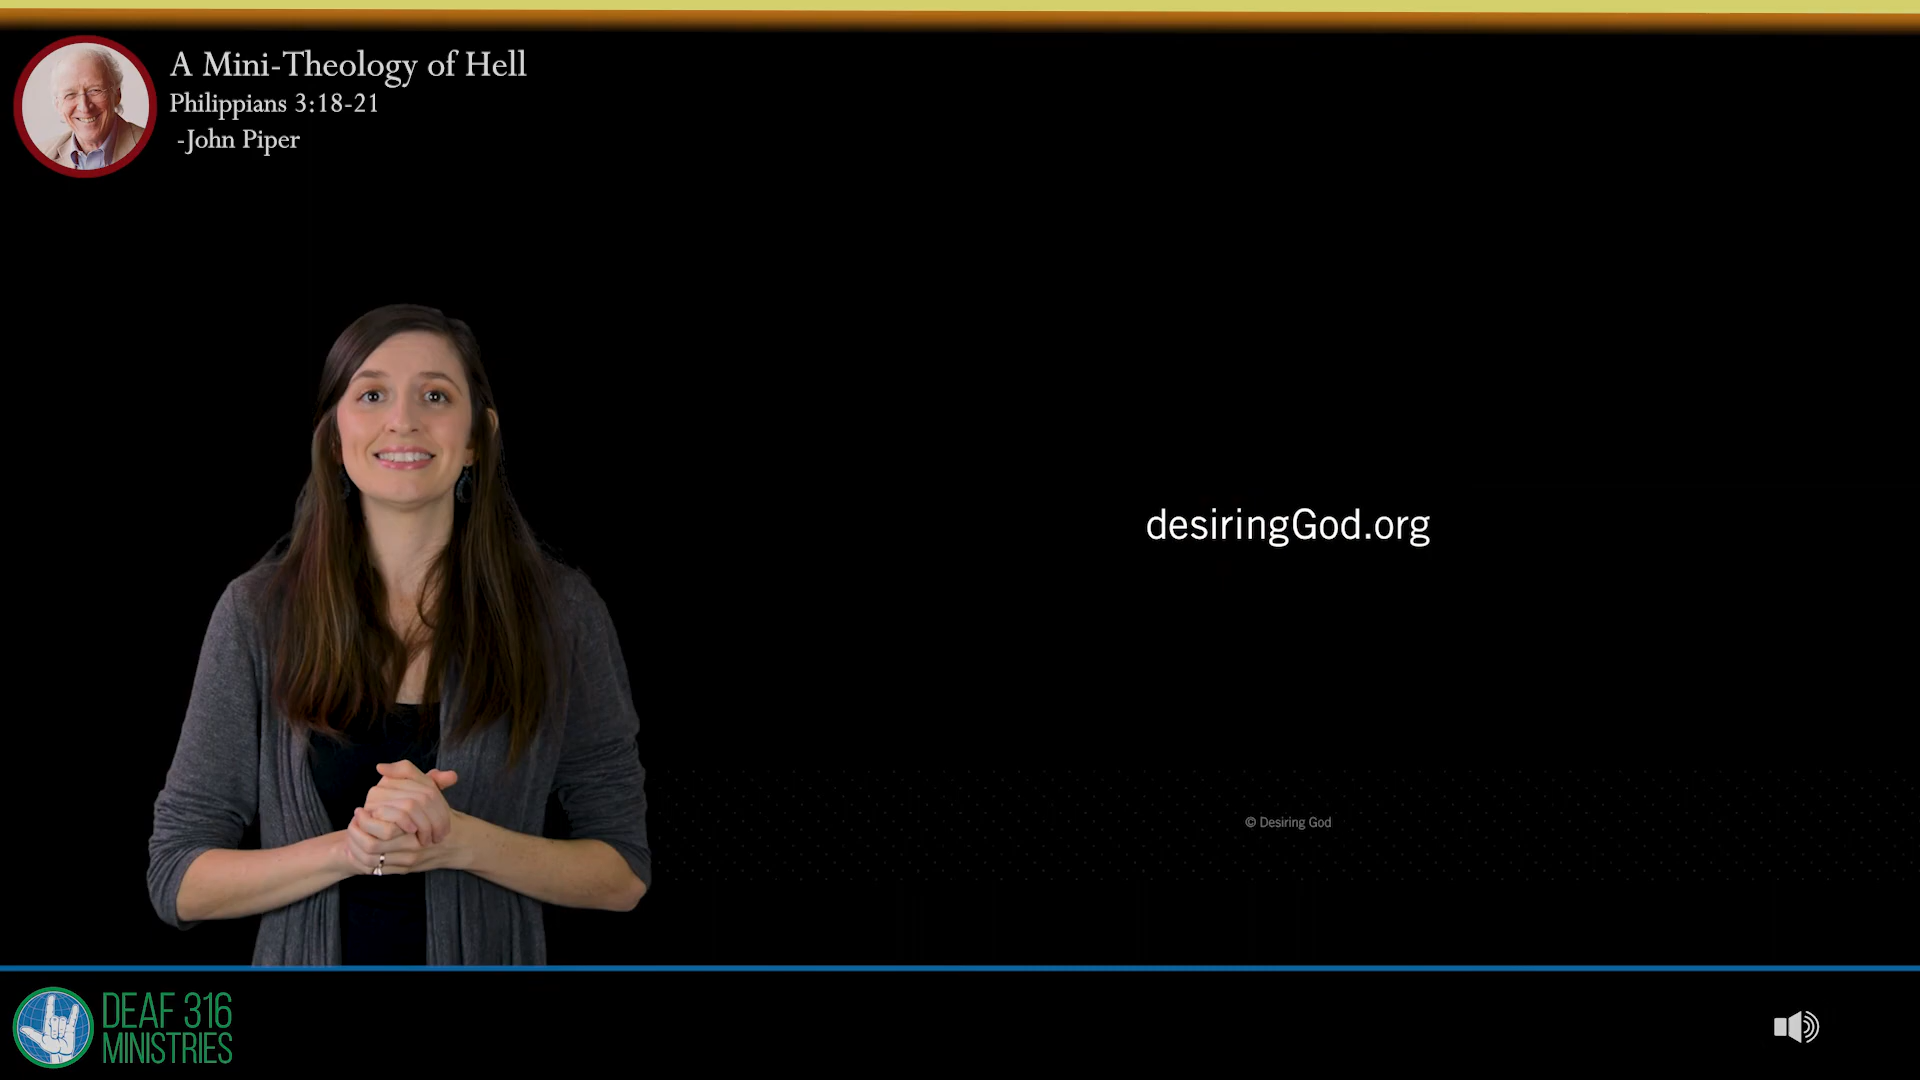 A Mini-Theology of Hell
Philippians 3:18-21
-John Piper
desiringGod.org
© Desiring God
DEAF 316
MINISTRIES